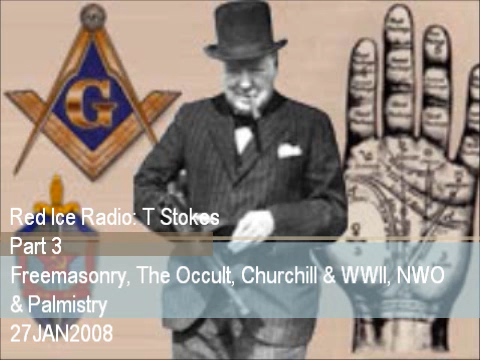 G
Red Ice Radio: T Stokes
Part 3
Freemasonry, The Occult, Churchill & WWII, NWO
& Palmistry
27JAN2008